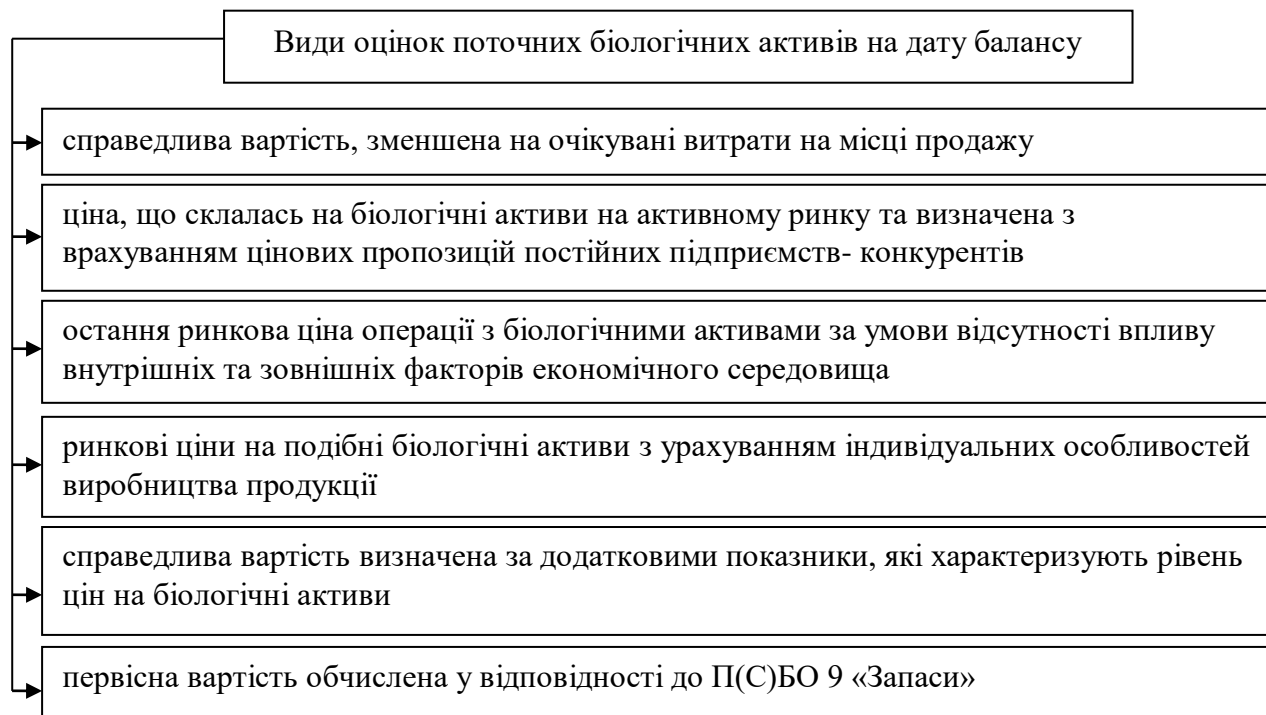 Види оцінок поточних біологічних активів на дату балансу
справедлива вартість, зменшена на очікувані витрати на місці продажу
ціна, що склалась на біологічні активи на активному ринку та визначена з
врахуванням цінових пропозицій постійних підприємств- конкурентів
остання ринкова ціна операції з біологічними активами за умови відсутності впливу
внутрішніх та зовнішніх факторів економічного середовища
ринкові ціни на подібні біологічні активи з урахуванням індивідуальних особливостей
виробництва продукції
справедлива вартість визначена за додатковими показники, які характеризують рівень
цін на біологічні активи
первісна вартість обчислена у відповідності до П(С)БО 9 «Запаси»